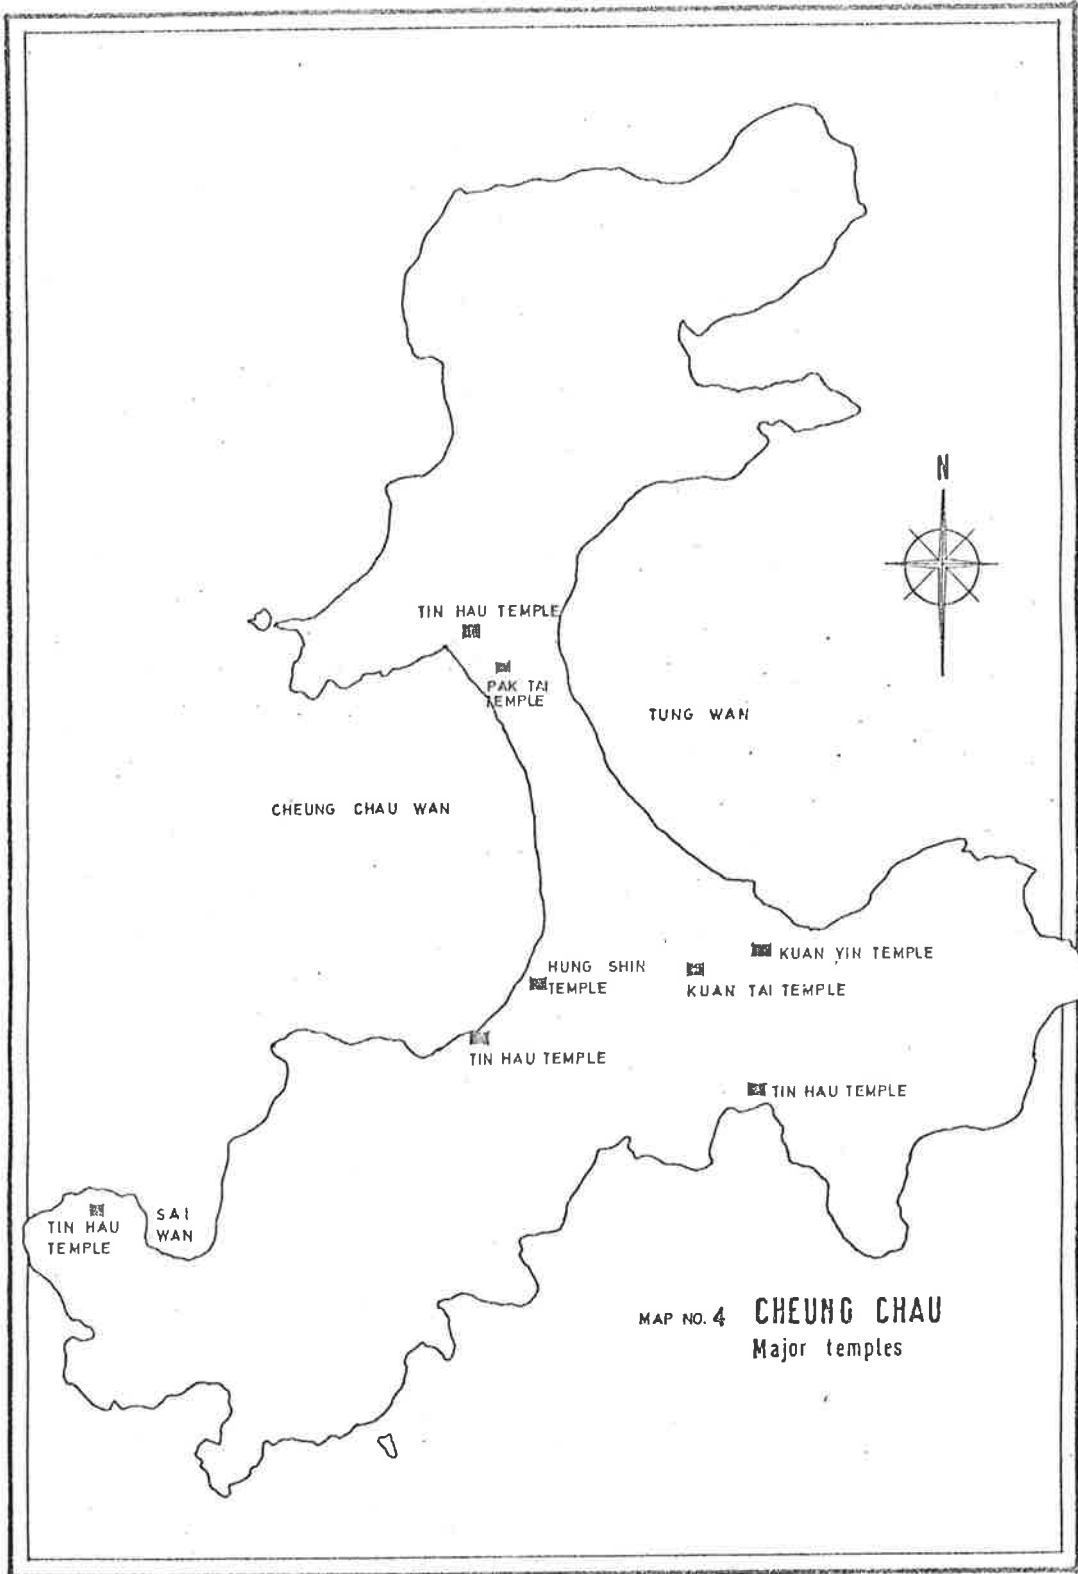 N
TIN HAU TEMPLE
PAK TAI
TEMPLE
TUNG WAN
CHEUNG CHAU WAN
KUAN YIN TEMPLE
HUNG SHIN
TEMPLE
KUAN TAI TEMPLE
TIN HAU TEMPLE
TIN HAU TEMPLE
SAI
WAN
TIN HAU
TEMPLE
MAP NO. 4 CHEUNG CHAU
Major temples